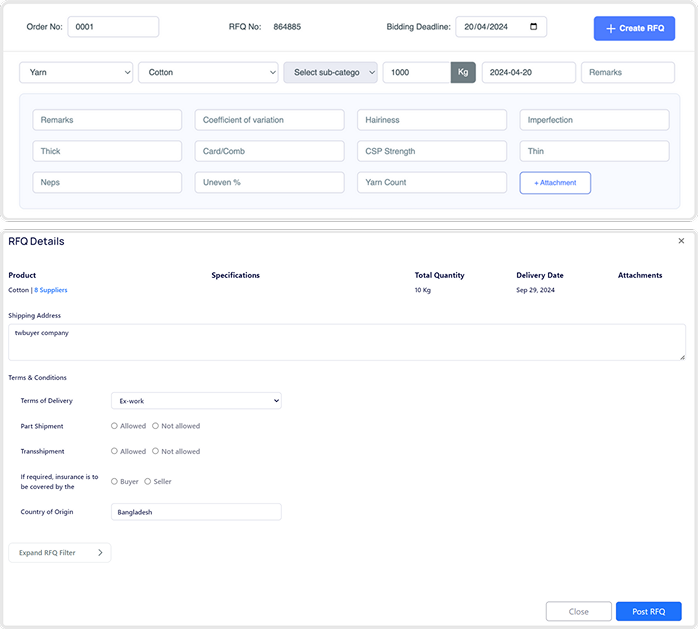 Order No: 0001 RFQ No: 864885 Bidding Deadline: 20/04/2024 + Create RFQ
Yarn Cotton Select sub-catego 1000 Kg 2024-04-20 Remarks
Remarks Coefficient of variation Hairiness Imperfection
Thick Card/Comb CSP Strength Thin
Neps Uneven % Yarn Count + Attachment
RFQ Details ×
Product Specifications Total Quantity Delivery Date Attachments
Cotton | 8 Suppliers 10 Kg Sep 29, 2024
Shipping Address
twbuyer company
Terms & Conditions
Terms of Delivery Ex-work
Part Shipment Allowed Not allowed
Transshipment Allowed Not allowed
If required, insurance is to
be covered by the Buyer Seller
Country of Origin Bangladesh
Expand RFQ Filter
Close Post RFQ